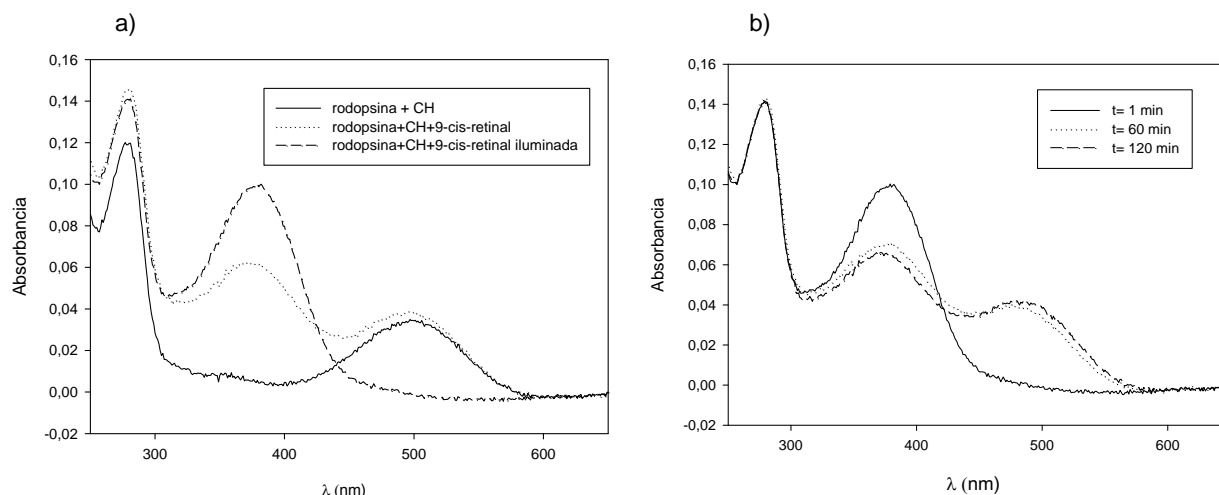 a)
0,16
0,14
0,12
0,10
0,08
0,06
0,04
0,02
0,00
-0,02
Absorbancia
rodopsina + CH
rodopsina+CH+9-cis-retinal
rodopsina+CH+9-cis-retinal iluminada
300
400
500
600
λ (nm)
b)
0,16
0,14
0,12
0,10
0,08
0,06
0,04
0,02
0,00
-0,02
Absorbancia
t= 1 min
t= 60 min
t= 120 min
300
400
500
600
λ (nm)